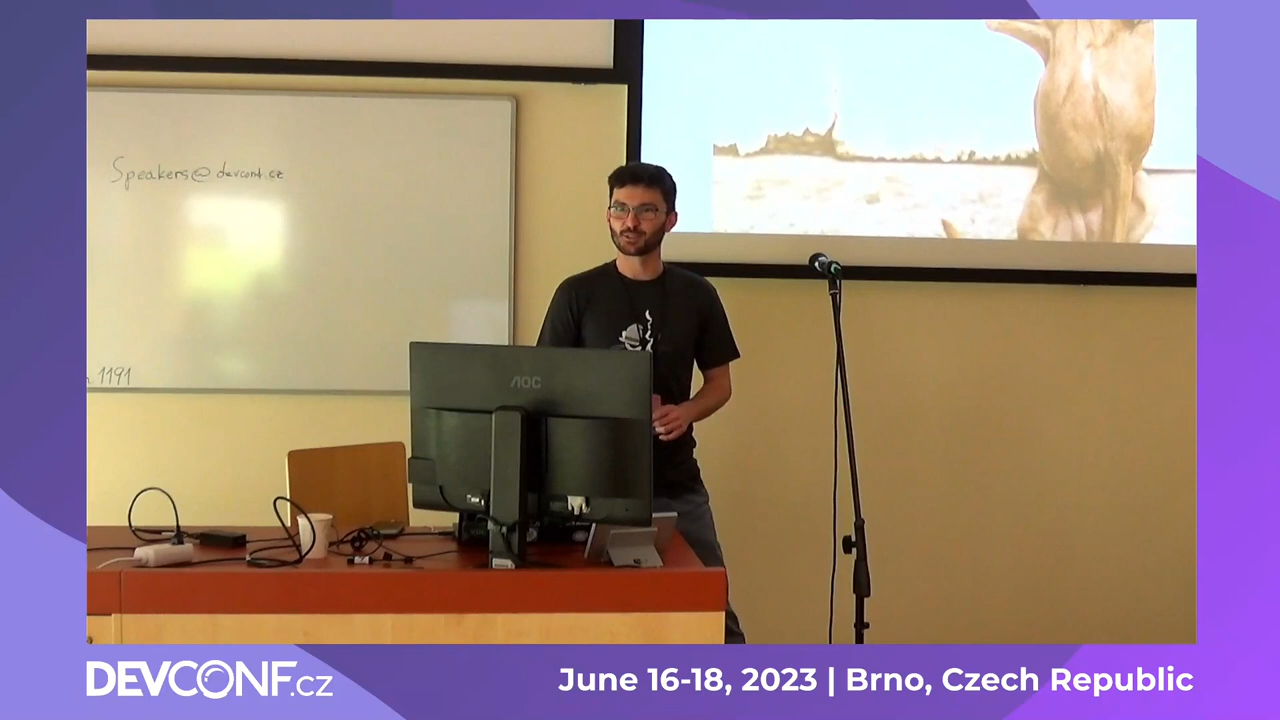 Speakers@devconf.cz
1191
AOC
DEVCONF.CZ
June 16-18, 2023 | Brno, Czech Republic